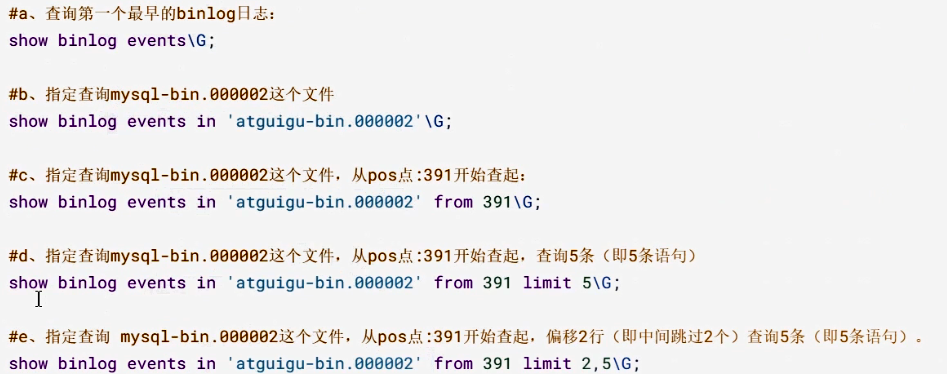 #a、查询第一个最早的binlog日志：
show binlog events\G;
#b、指定查询mysql-bin.000002这个文件
show binlog events in 'atguigu-bin.000002'\G;
#c、指定查询mysql-bin.000002这个文件，从pos点:391开始查起：
show binlog events in 'atguigu-bin.000002' from 391\G;
#d、指定查询mysql-bin.000002这个文件，从pos点:391开始查起，查询5条（即5条语句）
show binlog events in 'atguigu-bin.000002' from 391 limit 5\G;
#e、指定查询 mysql-bin.000002这个文件，从pos点:391开始查起，偏移2行（即中间跳过2个）查询5条（即5条语句）。
show binlog events in 'atguigu-bin.000002' from 391 limit 2,5\G;